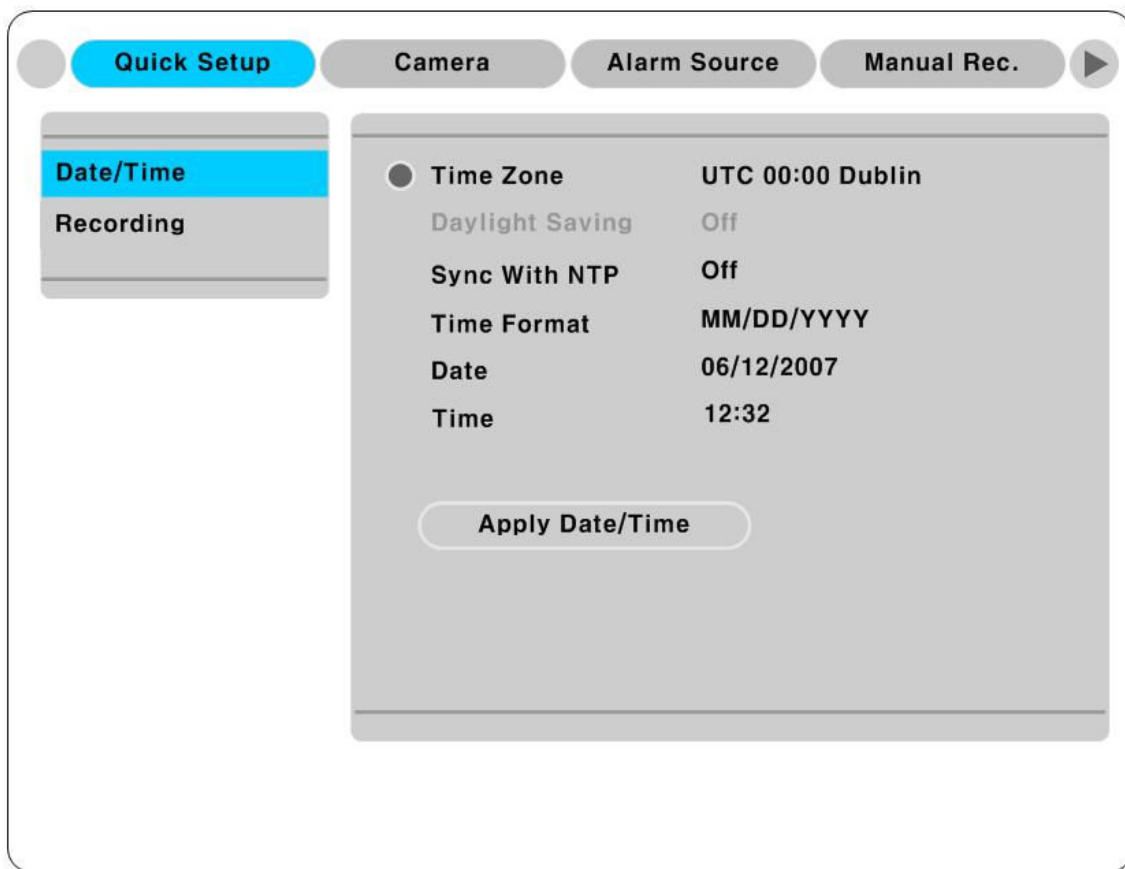 Quick Setup Camera Alarm Source Manual Rec.
Date/Time
Recording
Time Zone UTC 00:00 Dublin
Daylight Saving Off
Sync With NTP Off
Time Format MM/DD/YYYY
Date 06/12/2007
Time 12:32
Apply Date/Time